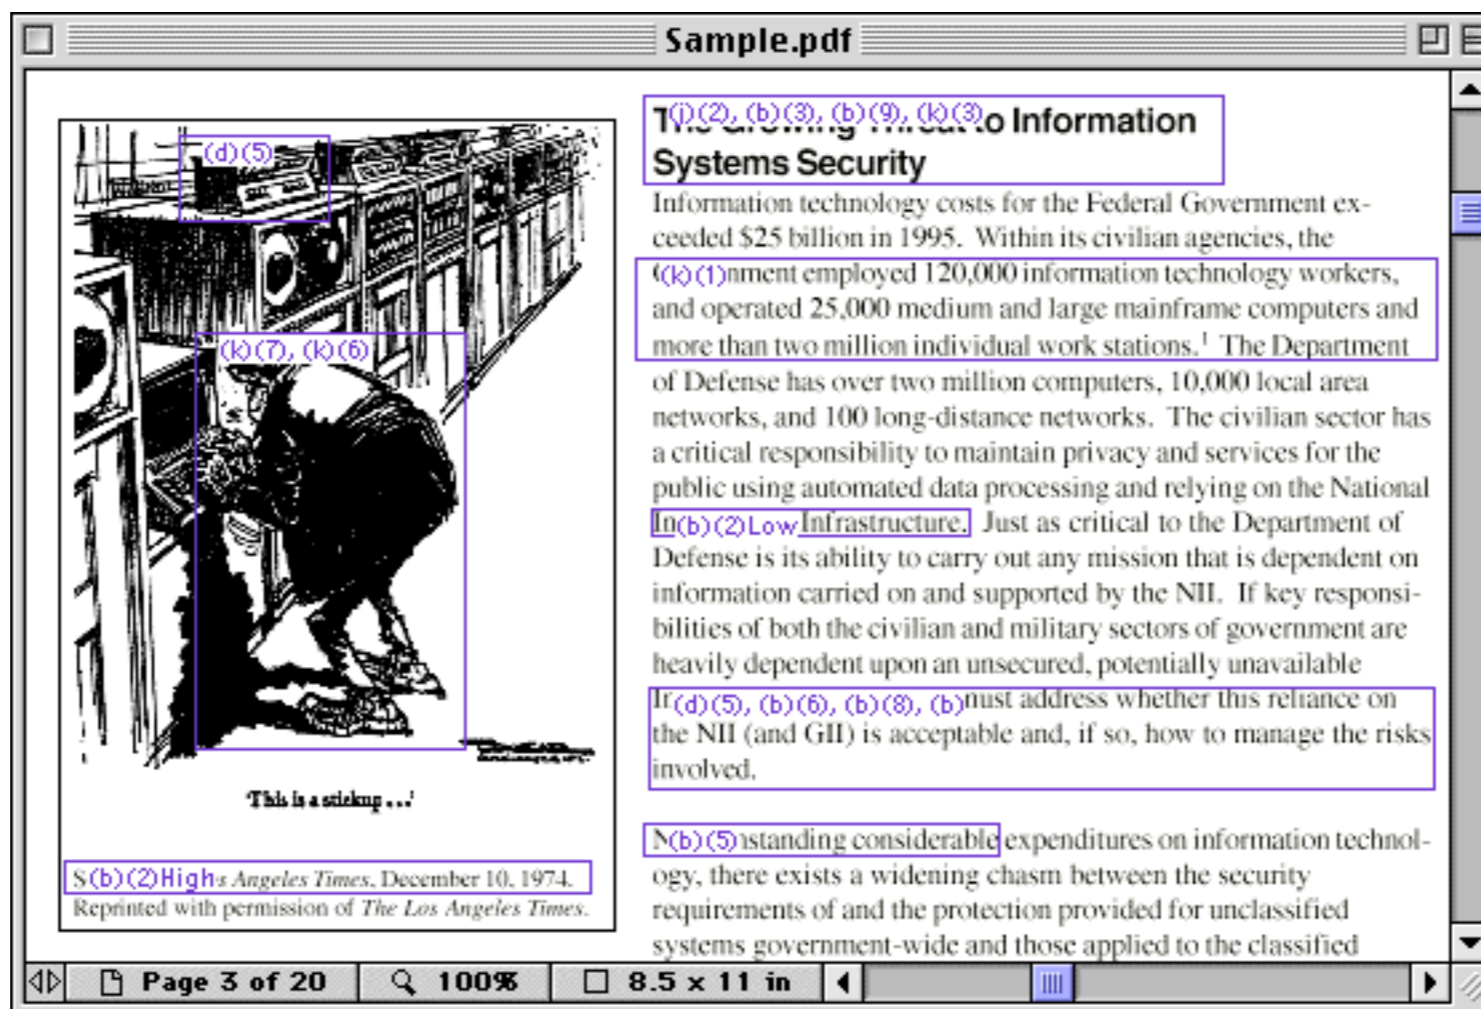 Sample.pdf
(d)(5)
(k)(7), (k)(6)
'This is a stickup . . .'
S(b)(2)High s Angeles Times, December 10, 1974.
Reprinted with permission of The Los Angeles Times.
(j)(2), (b)(3), (b)(9), (k)(3)
The Growing Threat to Information
Systems Security
Information technology costs for the Federal Government ex-
ceeded $25 billion in 1995. Within its civilian agencies, the
(k)(1)nment employed 120,000 information technology workers,
and operated 25,000 medium and large mainframe computers and
more than two million individual work stations.¹ The Department
of Defense has over two million computers, 10,000 local area
networks, and 100 long-distance networks. The civilian sector has
a critical responsibility to maintain privacy and services for the
public using automated data processing and relying on the National
In(b)(2)Low Infrastructure. Just as critical to the Department of
Defense is its ability to carry out any mission that is dependent on
information carried on and supported by the NII. If key responsi-
bilities of both the civilian and military sectors of government are
heavily dependent upon an unsecured, potentially unavailable
(d)(5), (b)(6), (b)(8), (b) must address whether this reliance on
the NII (and GII) is acceptable and, if so, how to manage the risks
involved.
N(b)(5)nstanding considerable expenditures on information technol-
ogy, there exists a widening chasm between the security
requirements of and the protection provided for unclassified
systems government-wide and those applied to the classified
Page 3 of 20
100%
8.5 x 11 in